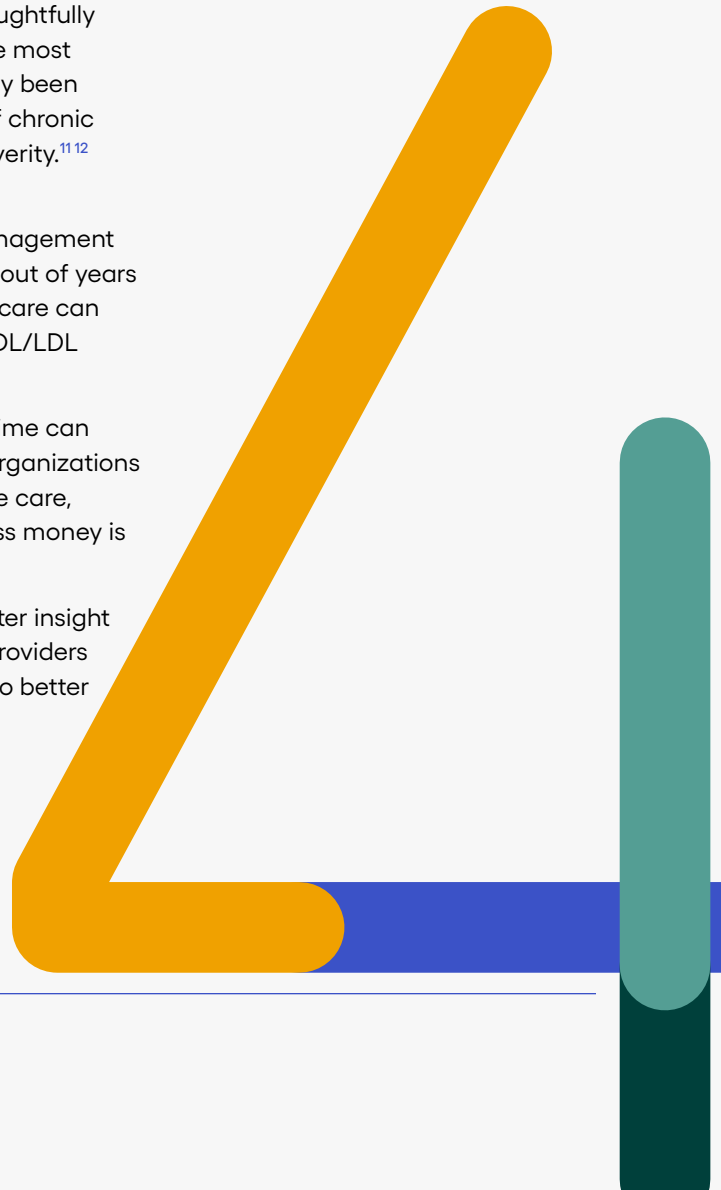 ughtfully
e most
y been
f chronic
verity.11 12
nagement
out of years
care can
DL/LDL
ime can
rganizations
e care,
ss money is
ter insight
roviders
o better